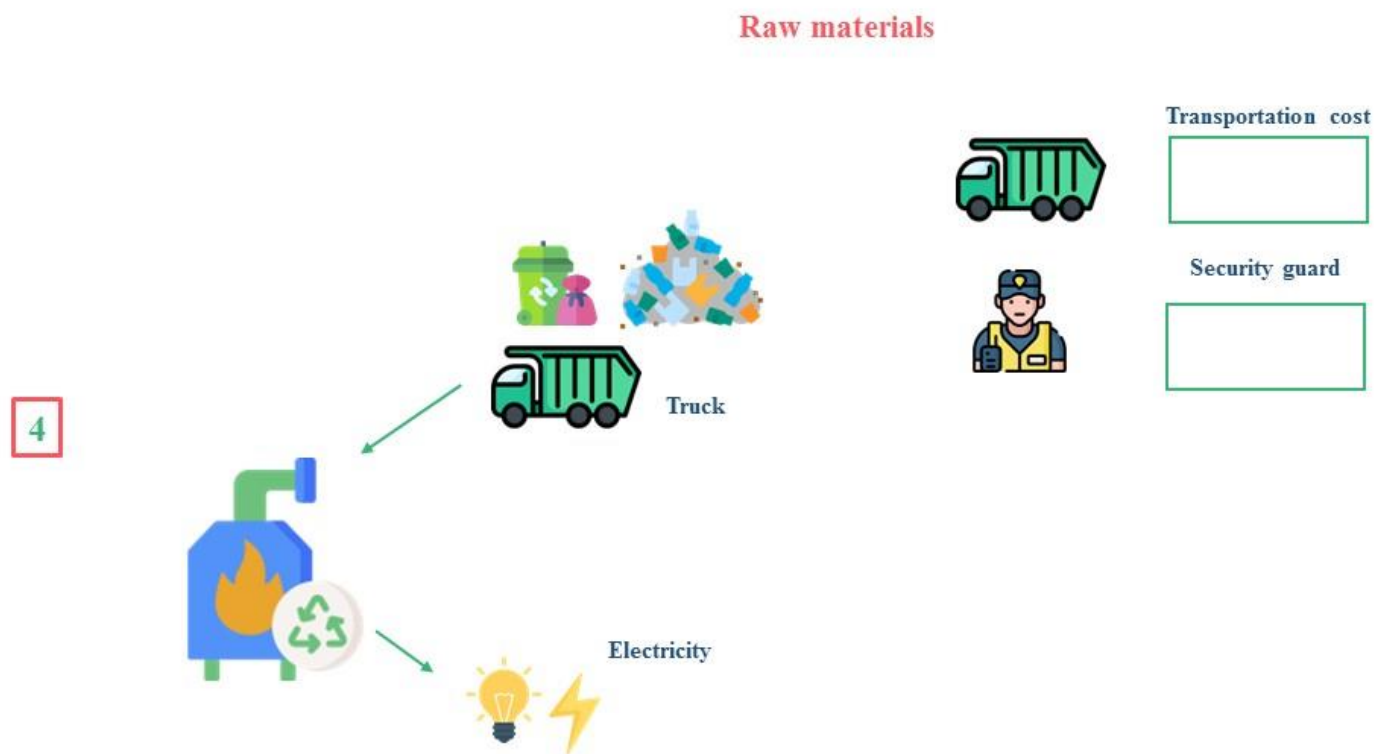 Raw materials
Transportation cost
Security guard
Truck
4
Electricity